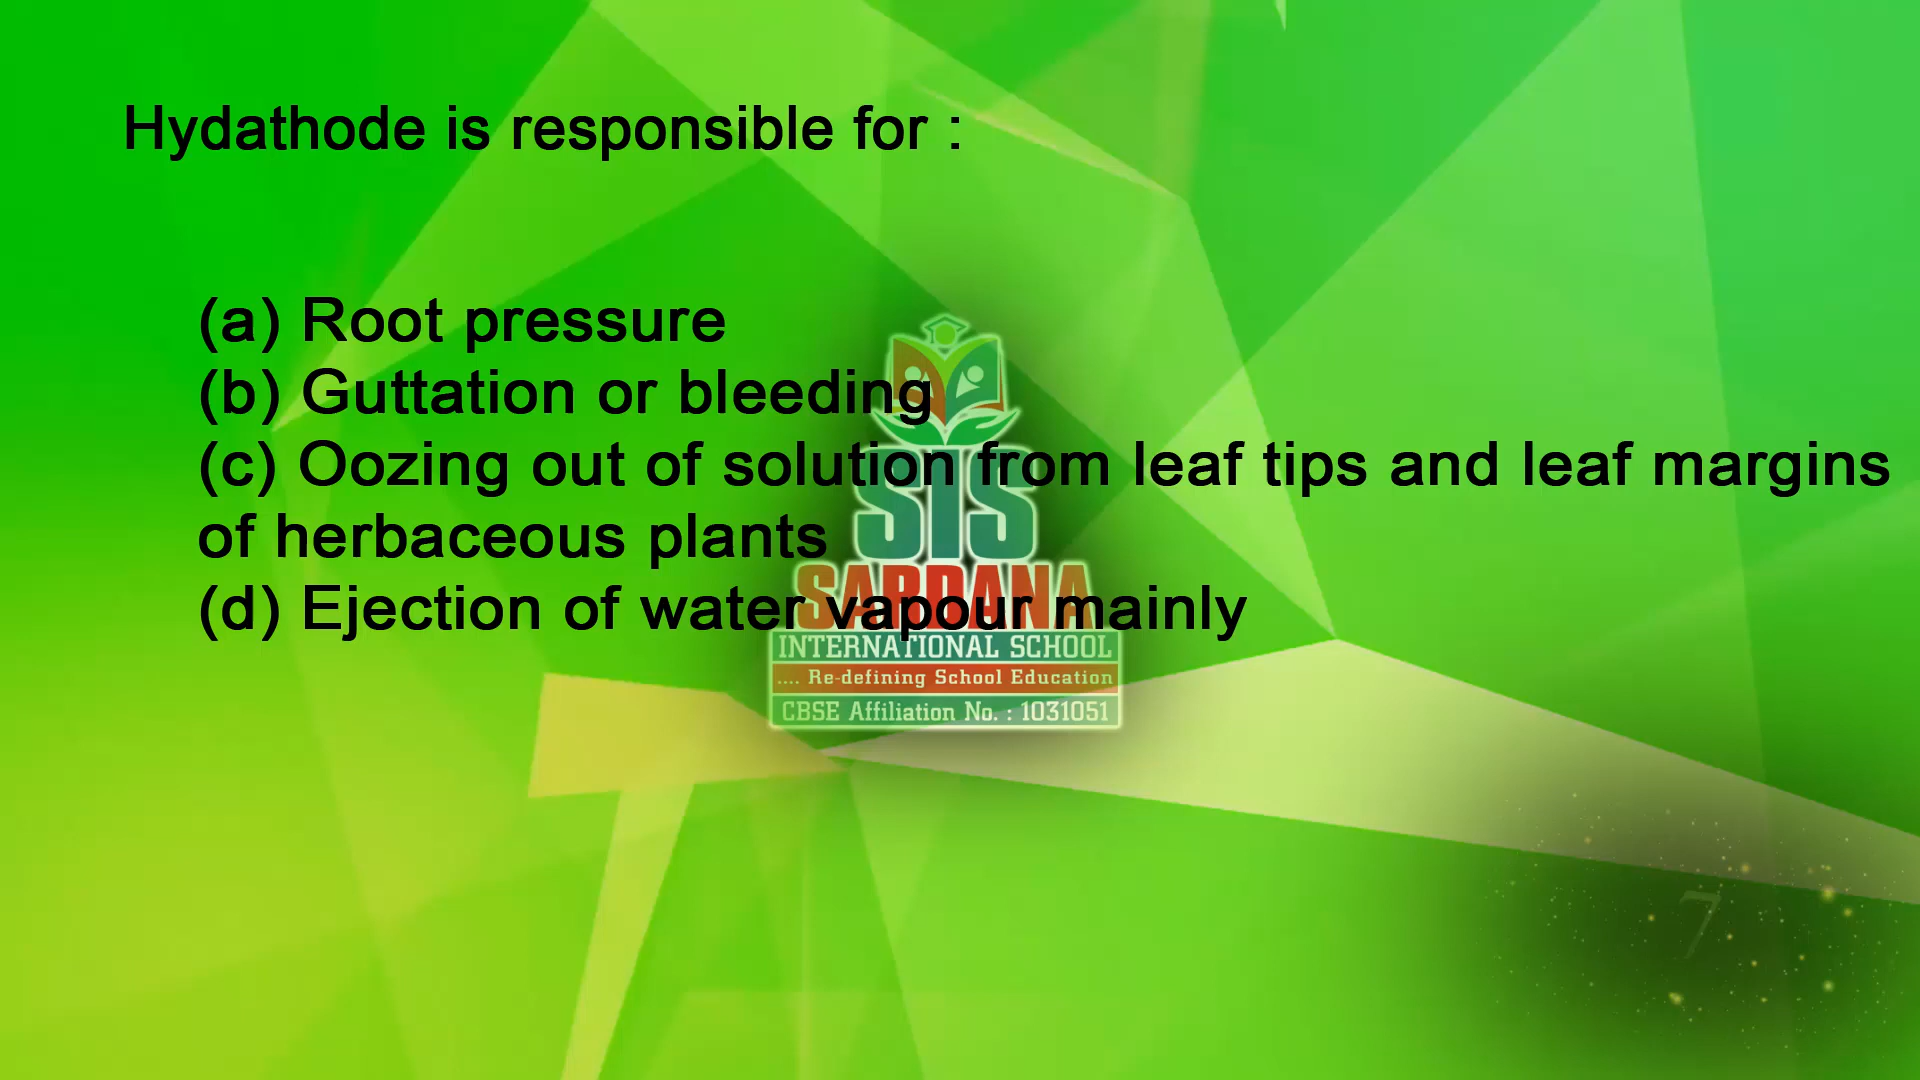 Hydathode is responsible for :
(a) Root pressure
(b) Guttation or bleeding
(c) Oozing out of solution from leaf tips and leaf margins
of herbaceous plants
(d) Ejection of water vapour mainly
SIS
SARDANA
INTERNATIONAL SCHOOL
.... Re-defining School Education
CBSE Affiliation No. : 1031051
7